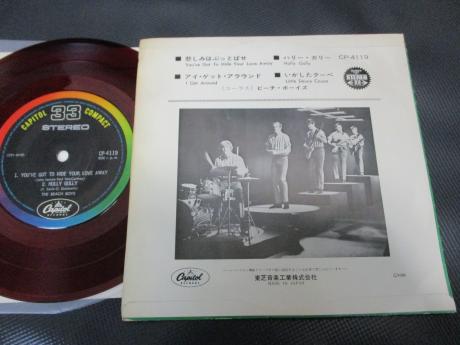 CAPITOL 33 COMPACT
STEREO
CP-4119
1. YOU'VE GOT TO HIDE YOUR LOVE AWAY
2. HULLY GULLY
THE BEACH BOYS
Capitol
■ 悲しみはぶっとばせ
You've Got To Hide Your Love Away
■ ハリー・ガリー
Hully Gully
CP-4119
■ アイ・ゲット・アラウンド
I Get Around
■ いかしたクーペ
Little Deuce Coupe
STEREO
(コーラス) ビーチ・ボーイズ
Capitol
東芝音楽工業株式会社
MADE IN JAPAN